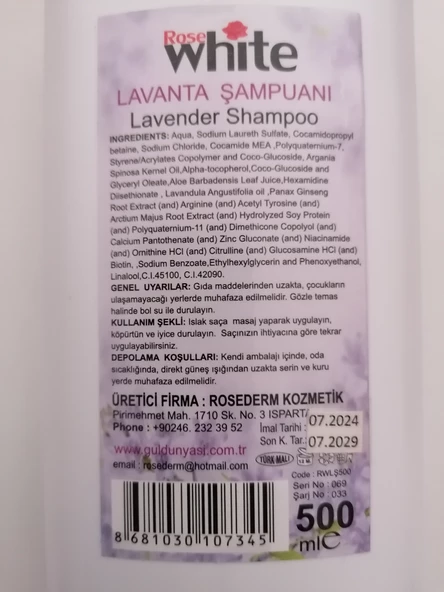 Rose
white
LAVANTA ŞAMPUANI
Lavender Shampoo
INGREDIENTS: Aqua, Sodium Laureth Sulfate, Cocamidopropyl
betaine, Sodium Chloride, Cocamide MEA ,Polyquaternium-7,
Styrene/Acrylates Copolymer and Coco-Glucoside, Argania
Spinosa Kernel Oil,Alpha-tocopherol,Coco-Glucoside and
Glyceryl Oleate,Aloe Barbadensis Leaf Juice,Hexamidine
Diisethionate , Lavandula Angustifolia oil ,Panax Ginseng
Root Extract (and) Arginine (and) Acetyl Tyrosine (and)
Arctium Majus Root Extract (and) Hydrolyzed Soy Protein
(and) Polyquaternium-11 (and) Dimethicone Copolyol (and)
Calcium Pantothenate (and) Zinc Gluconate (and) Niacinamide
(and) Ornithine HCI (and) Citrulline (and) Glucosamine HCI (and)
Biotin, ,Sodium Benzoate,Ethylhexylglycerin and Phenoxyethanol,
Linalool,C.I.45100, C.I.42090.
GENEL UYARILAR: Gıda maddelerinden uzakta, çocukların
ulaşamayacağı yerlerde muhafaza edilmelidir. Gözle temas
halinde bol su ile durulayın.
KULLANIM ŞEKLİ: Islak saça masaj yaparak uygulayın,
köpürtün ve iyice durulayın. Saçınızın ihtiyacına göre tekrar
uygulayabilirsiniz.
DEPOLAMA KOŞULLARI: Kendi ambalajı içinde, oda
sıcaklığında, direkt güneş ışığından uzakta serin ve kuru
yerde muhafaza edilmelidir.
ÜRETİCİ FİRMA : ROSEDERM KOZMETİK
Pirimehmet Mah. 1710 Sk. No. 3 ISPARTA
Phone : +90246. 232 39 52
İmal Tarihi : 07.2024
Son K. Tar.: 07.2029
www.guldunyasi.com.tr
email : rosederm@hotmail.com
TÜRK MALI
Code : RWLŞ500
Seri No : 069
Şarj No : 033
500
ml℮
8 681030 107345